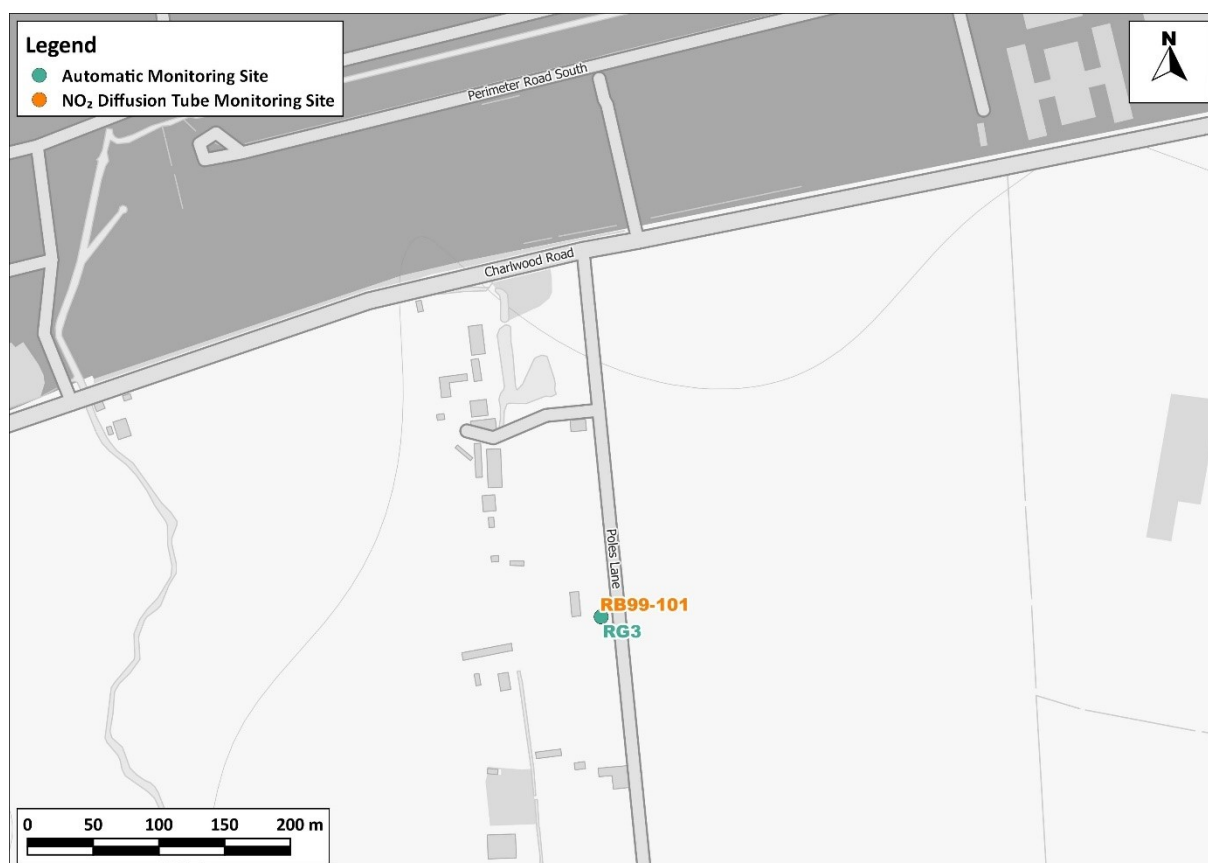 Legend
Automatic Monitoring Site
NO₂ Diffusion Tube Monitoring Site
N
Perimeter Road South
Charlwood Road
Poles Lane
RB99-101
RG3
0 50 100 150 200 m